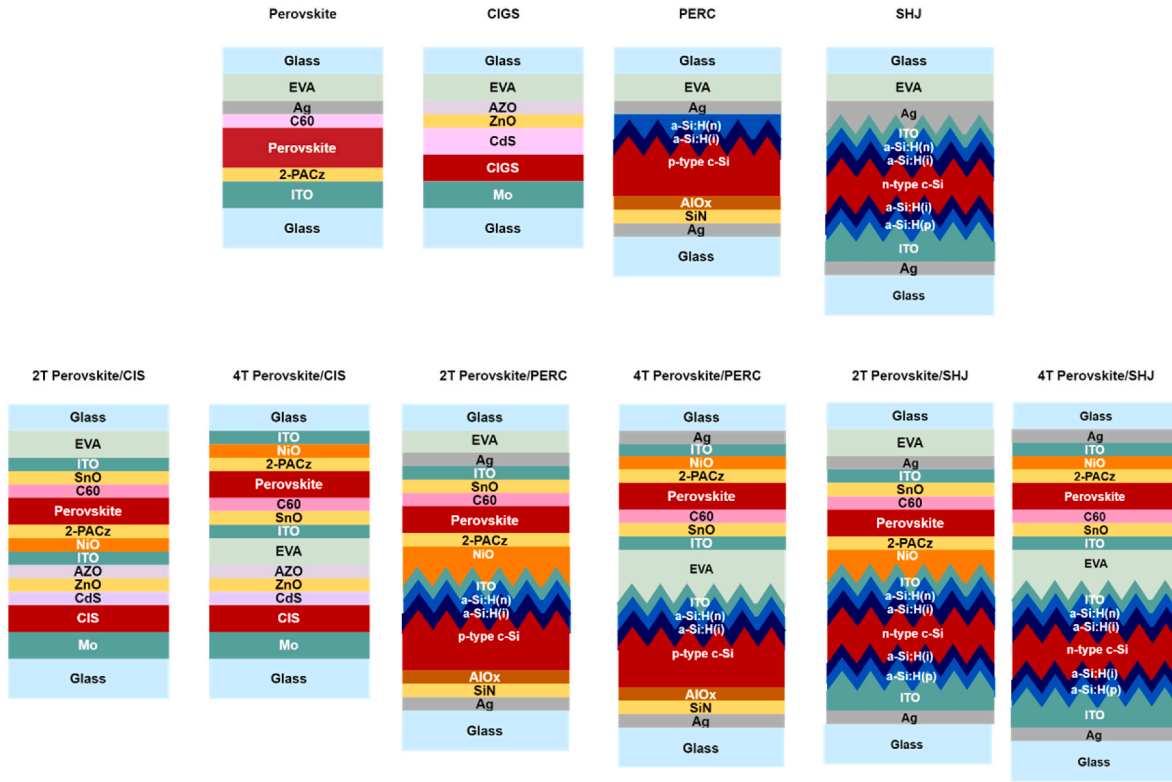 Perovskite
CIGS
PERC
SHJ
Glass
EVA
Ag
C60
Perovskite
2-PACz
ITO
Glass
Glass
EVA
AZO
ZnO
CdS
CIGS
Mo
Glass
Glass
EVA
Ag
a-Si:H(n)
a-Si:H(i)
p-type c-Si
AlOx
SiN
Ag
Glass
Glass
EVA
Ag
ITO
a-Si:H(n)
a-Si:H(i)
n-type c-Si
a-Si:H(i)
a-Si:H(p)
ITO
Ag
Glass
2T Perovskite/CIS
4T Perovskite/CIS
2T Perovskite/PERC
4T Perovskite/PERC
2T Perovskite/SHJ
4T Perovskite/SHJ
Glass
EVA
ITO
SnO
C60
Perovskite
2-PACz
NiO
ITO
AZO
ZnO
CdS
CIS
Mo
Glass
Glass
ITO
NiO
2-PACz
Perovskite
C60
SnO
ITO
EVA
AZO
ZnO
CdS
CIS
Mo
Glass
Glass
EVA
Ag
ITO
SnO
C60
Perovskite
2-PACz
NiO
ITO
a-Si:H(n)
a-Si:H(i)
p-type c-Si
AlOx
SiN
Ag
Glass
Glass
Ag
ITO
NiO
2-PACz
Perovskite
C60
SnO
ITO
EVA
ITO
a-Si:H(n)
a-Si:H(i)
p-type c-Si
AlOx
SiN
Ag
Glass
Glass
EVA
Ag
ITO
SnO
C60
Perovskite
2-PACz
NiO
ITO
a-Si:H(n)
a-Si:H(i)
n-type c-Si
a-Si:H(i)
a-Si:H(p)
ITO
Ag
Glass
Glass
Ag
ITO
NiO
2-PACz
Perovskite
C60
SnO
ITO
EVA
ITO
a-Si:H(n)
a-Si:H(i)
n-type c-Si
a-Si:H(i)
a-Si:H(p)
ITO
Ag
Glass